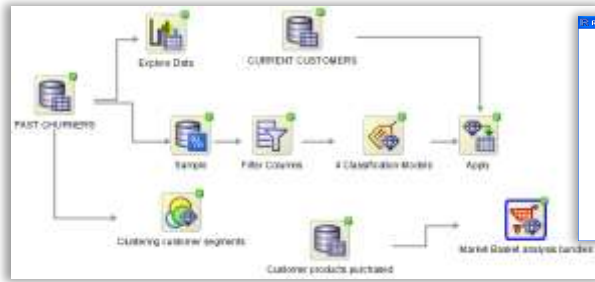 Explore Data
CURRENT CUSTOMERS
PAST CHURNERS
Sample
Filter Columns
4 Classification Models
Apply
Clustering customer segments
Customer products purchased
Market Basket analysis bundles